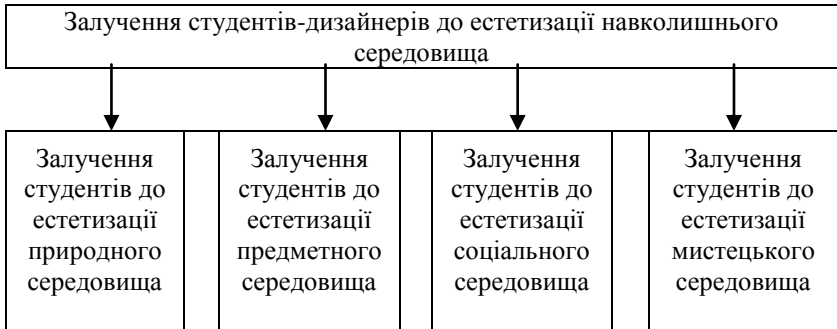 Залучення студентів-дизайнерів до естетизації навколишнього
середовища
Залучення
студентів до
естетизації
природного
середовища
Залучення
студентів до
естетизації
предметного
середовища
Залучення
студентів до
естетизації
соціального
середовища
Залучення
студентів до
естетизації
мистецького
середовища